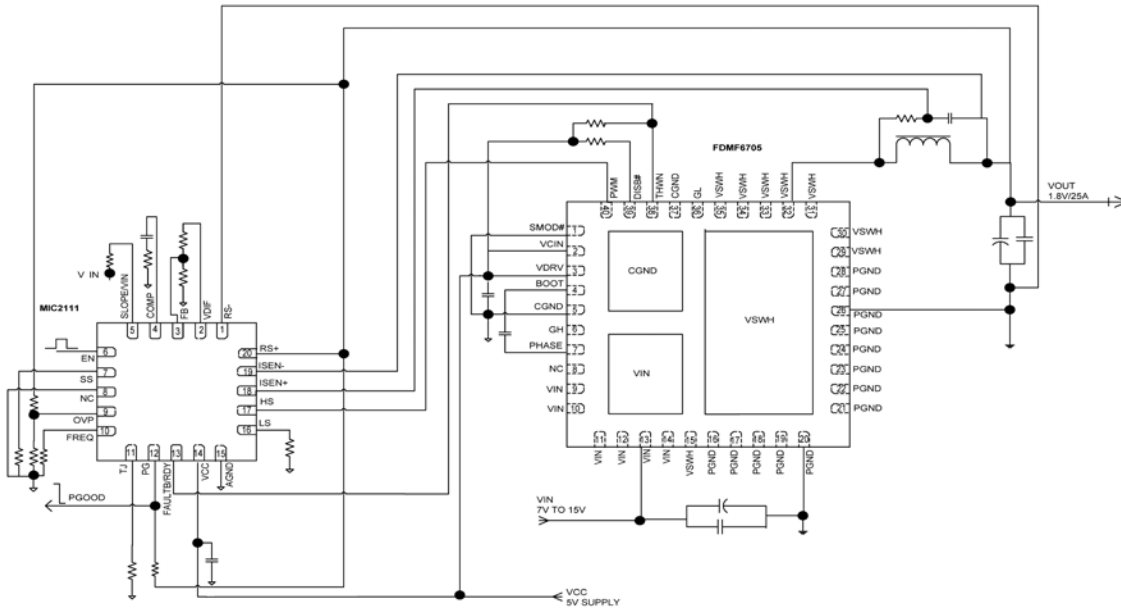 FDMF6705
PWM
DISB#
THWN
CGND
GL
VSWH
VSWH
VSWH
VSWH
VSWH
40
39
38
37
36
35
34
33
32
31
VOUT
1.8V/25A
SMOD#
1
VCIN
2
VDRV
3
BOOT
4
CGND
5
GH
6
PHASE
7
NC
8
VIN
9
VIN
10
CGND
VIN
VSWH
30
VSWH
29
VSWH
28
PGND
27
PGND
26
PGND
25
PGND
24
PGND
23
PGND
22
PGND
21
PGND
11
12
13
14
15
16
17
18
19
20
VIN
VIN
VIN
VIN
VSWH
PGND
PGND
PGND
PGND
PGND
V IN
MIC2111
SLOPE/VIN
COMP
FB
VDIF
RS-
5
4
3
2
1
6
EN
7
SS
8
NC
9
OVP
10
FREQ
RS+
20
ISEN-
19
ISEN+
18
HS
17
LS
16
11
12
13
14
15
TJ
PG
FAULTB/RDY
VCC
AGND
PGOOD
VIN
7V TO 15V
VCC
5V SUPPLY